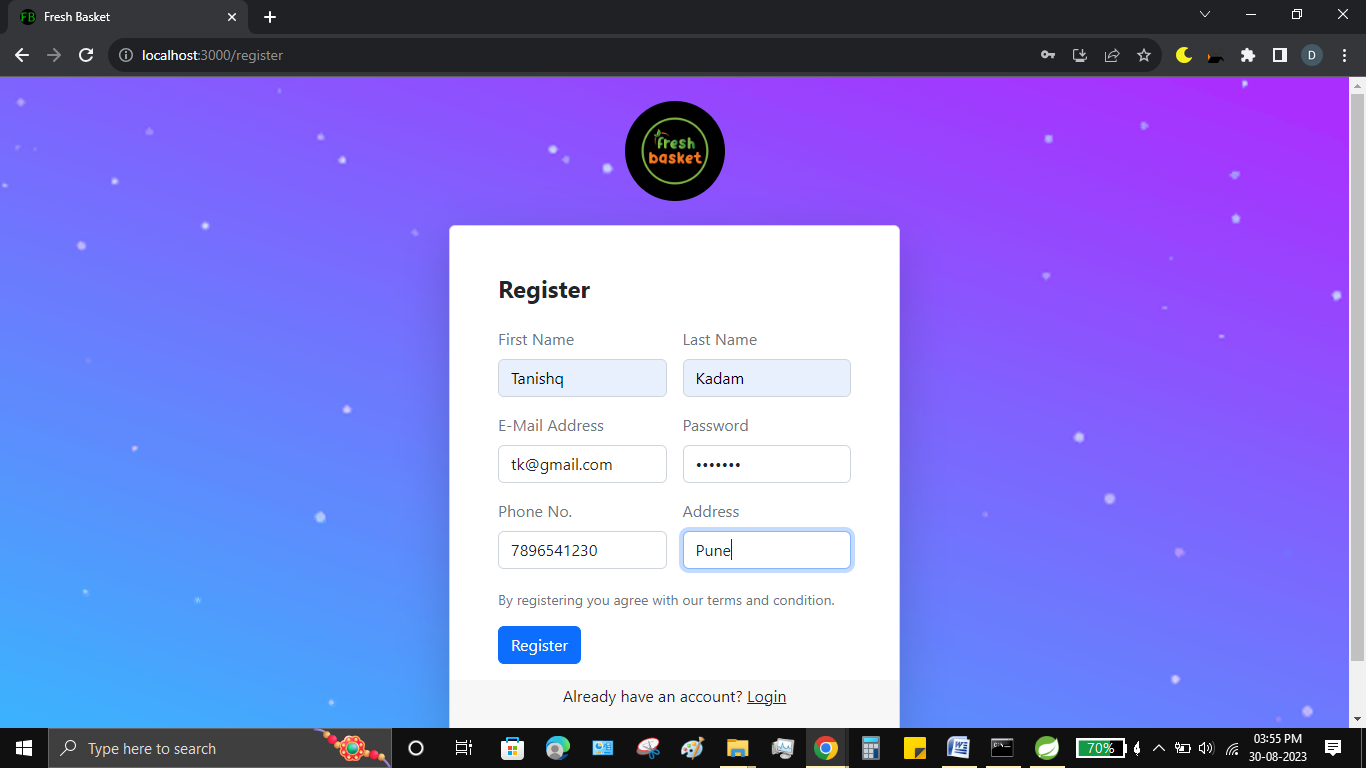 FB Fresh Basket
localhost:3000/register
D
fresh
basket
Register
First Name Last Name
Tanishq Kadam
E-Mail Address Password
tk@gmail.com •••••••
Phone No. Address
7896541230 Pune
By registering you agree with our terms and condition.
Register
Already have an account? Login
Type here to search
70%
03:55 PM
30-08-2023